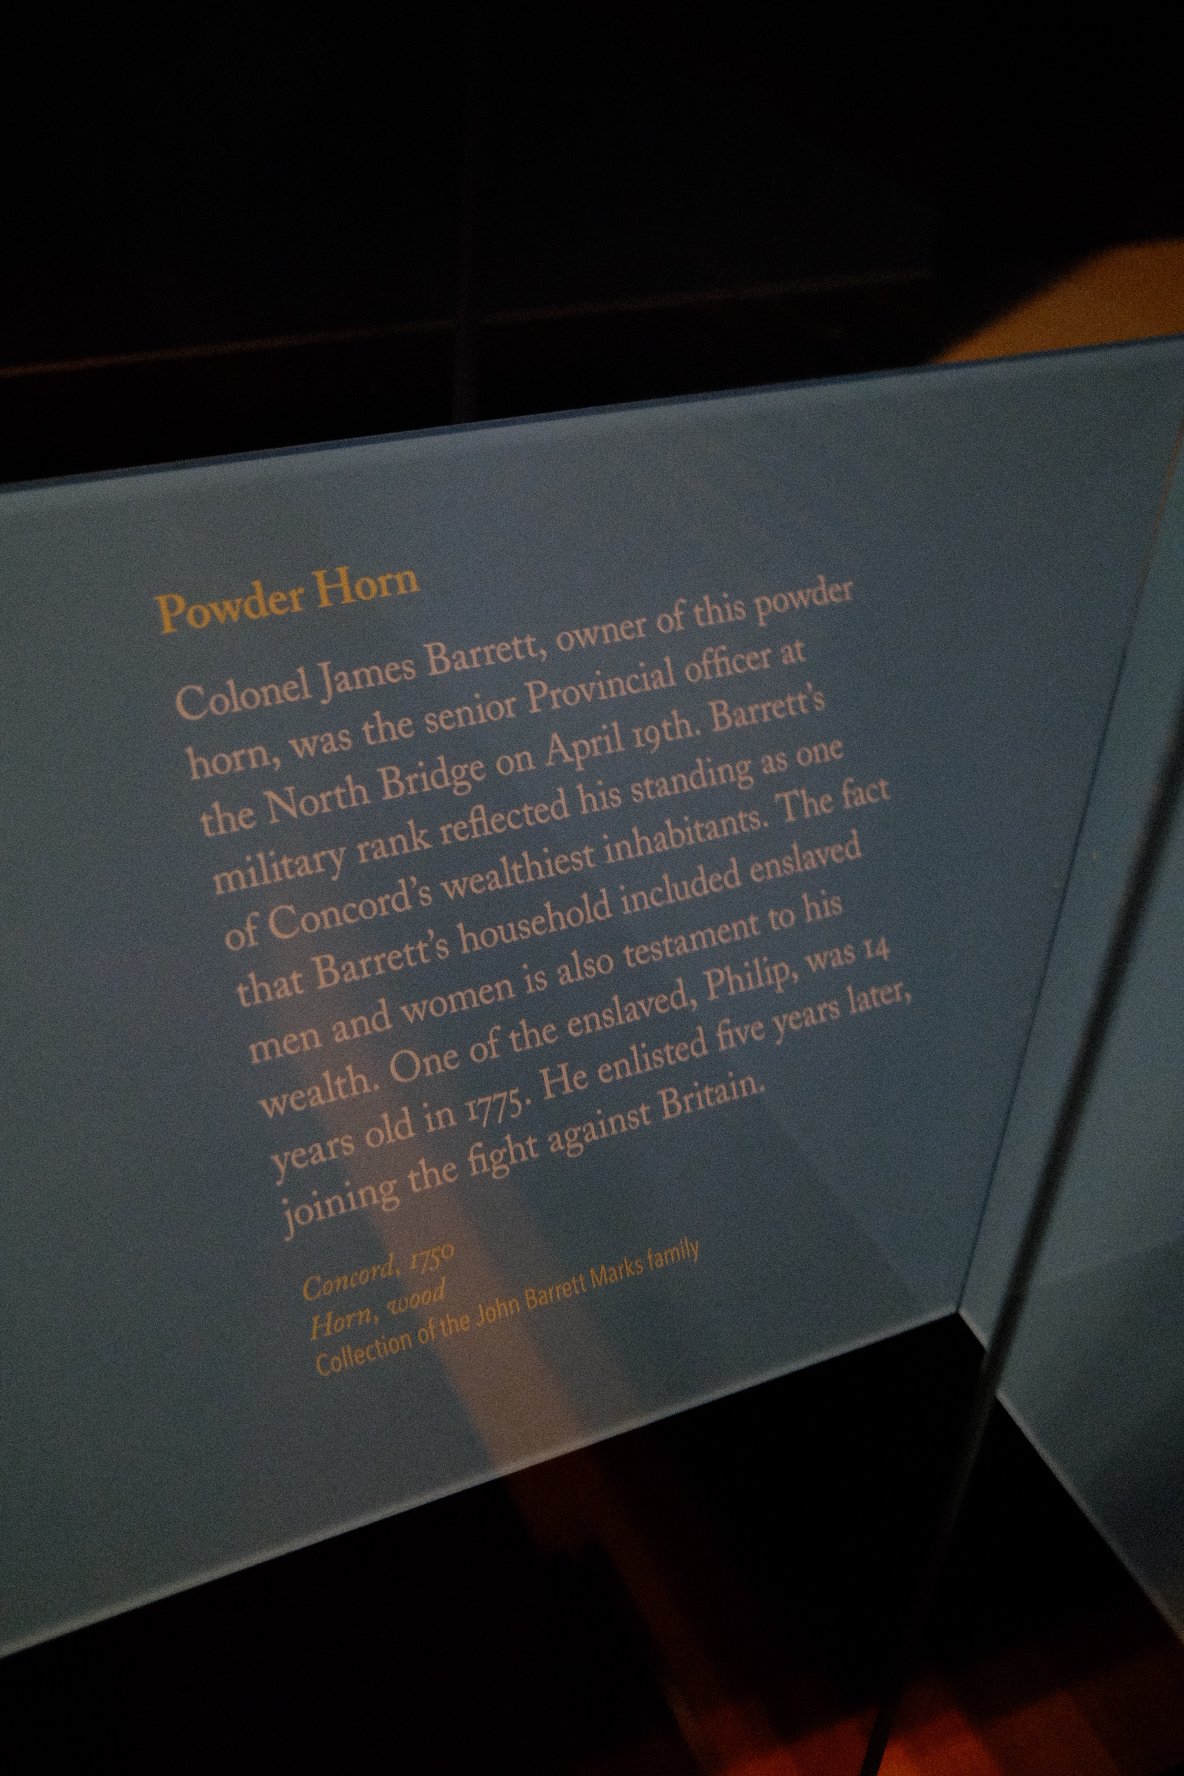 Powder Horn
Colonel James Barrett, owner of this powder
horn, was the senior Provincial officer at
the North Bridge on April 19th. Barrett's
military rank reflected his standing as one
of Concord's wealthiest inhabitants. The fact
that Barrett's household included enslaved
men and women is also testament to his
wealth. One of the enslaved, Philip, was 14
years old in 1775. He enlisted five years later,
joining the fight against Britain.
Concord, 1750
Horn, wood
Collection of the John Barrett Marks family